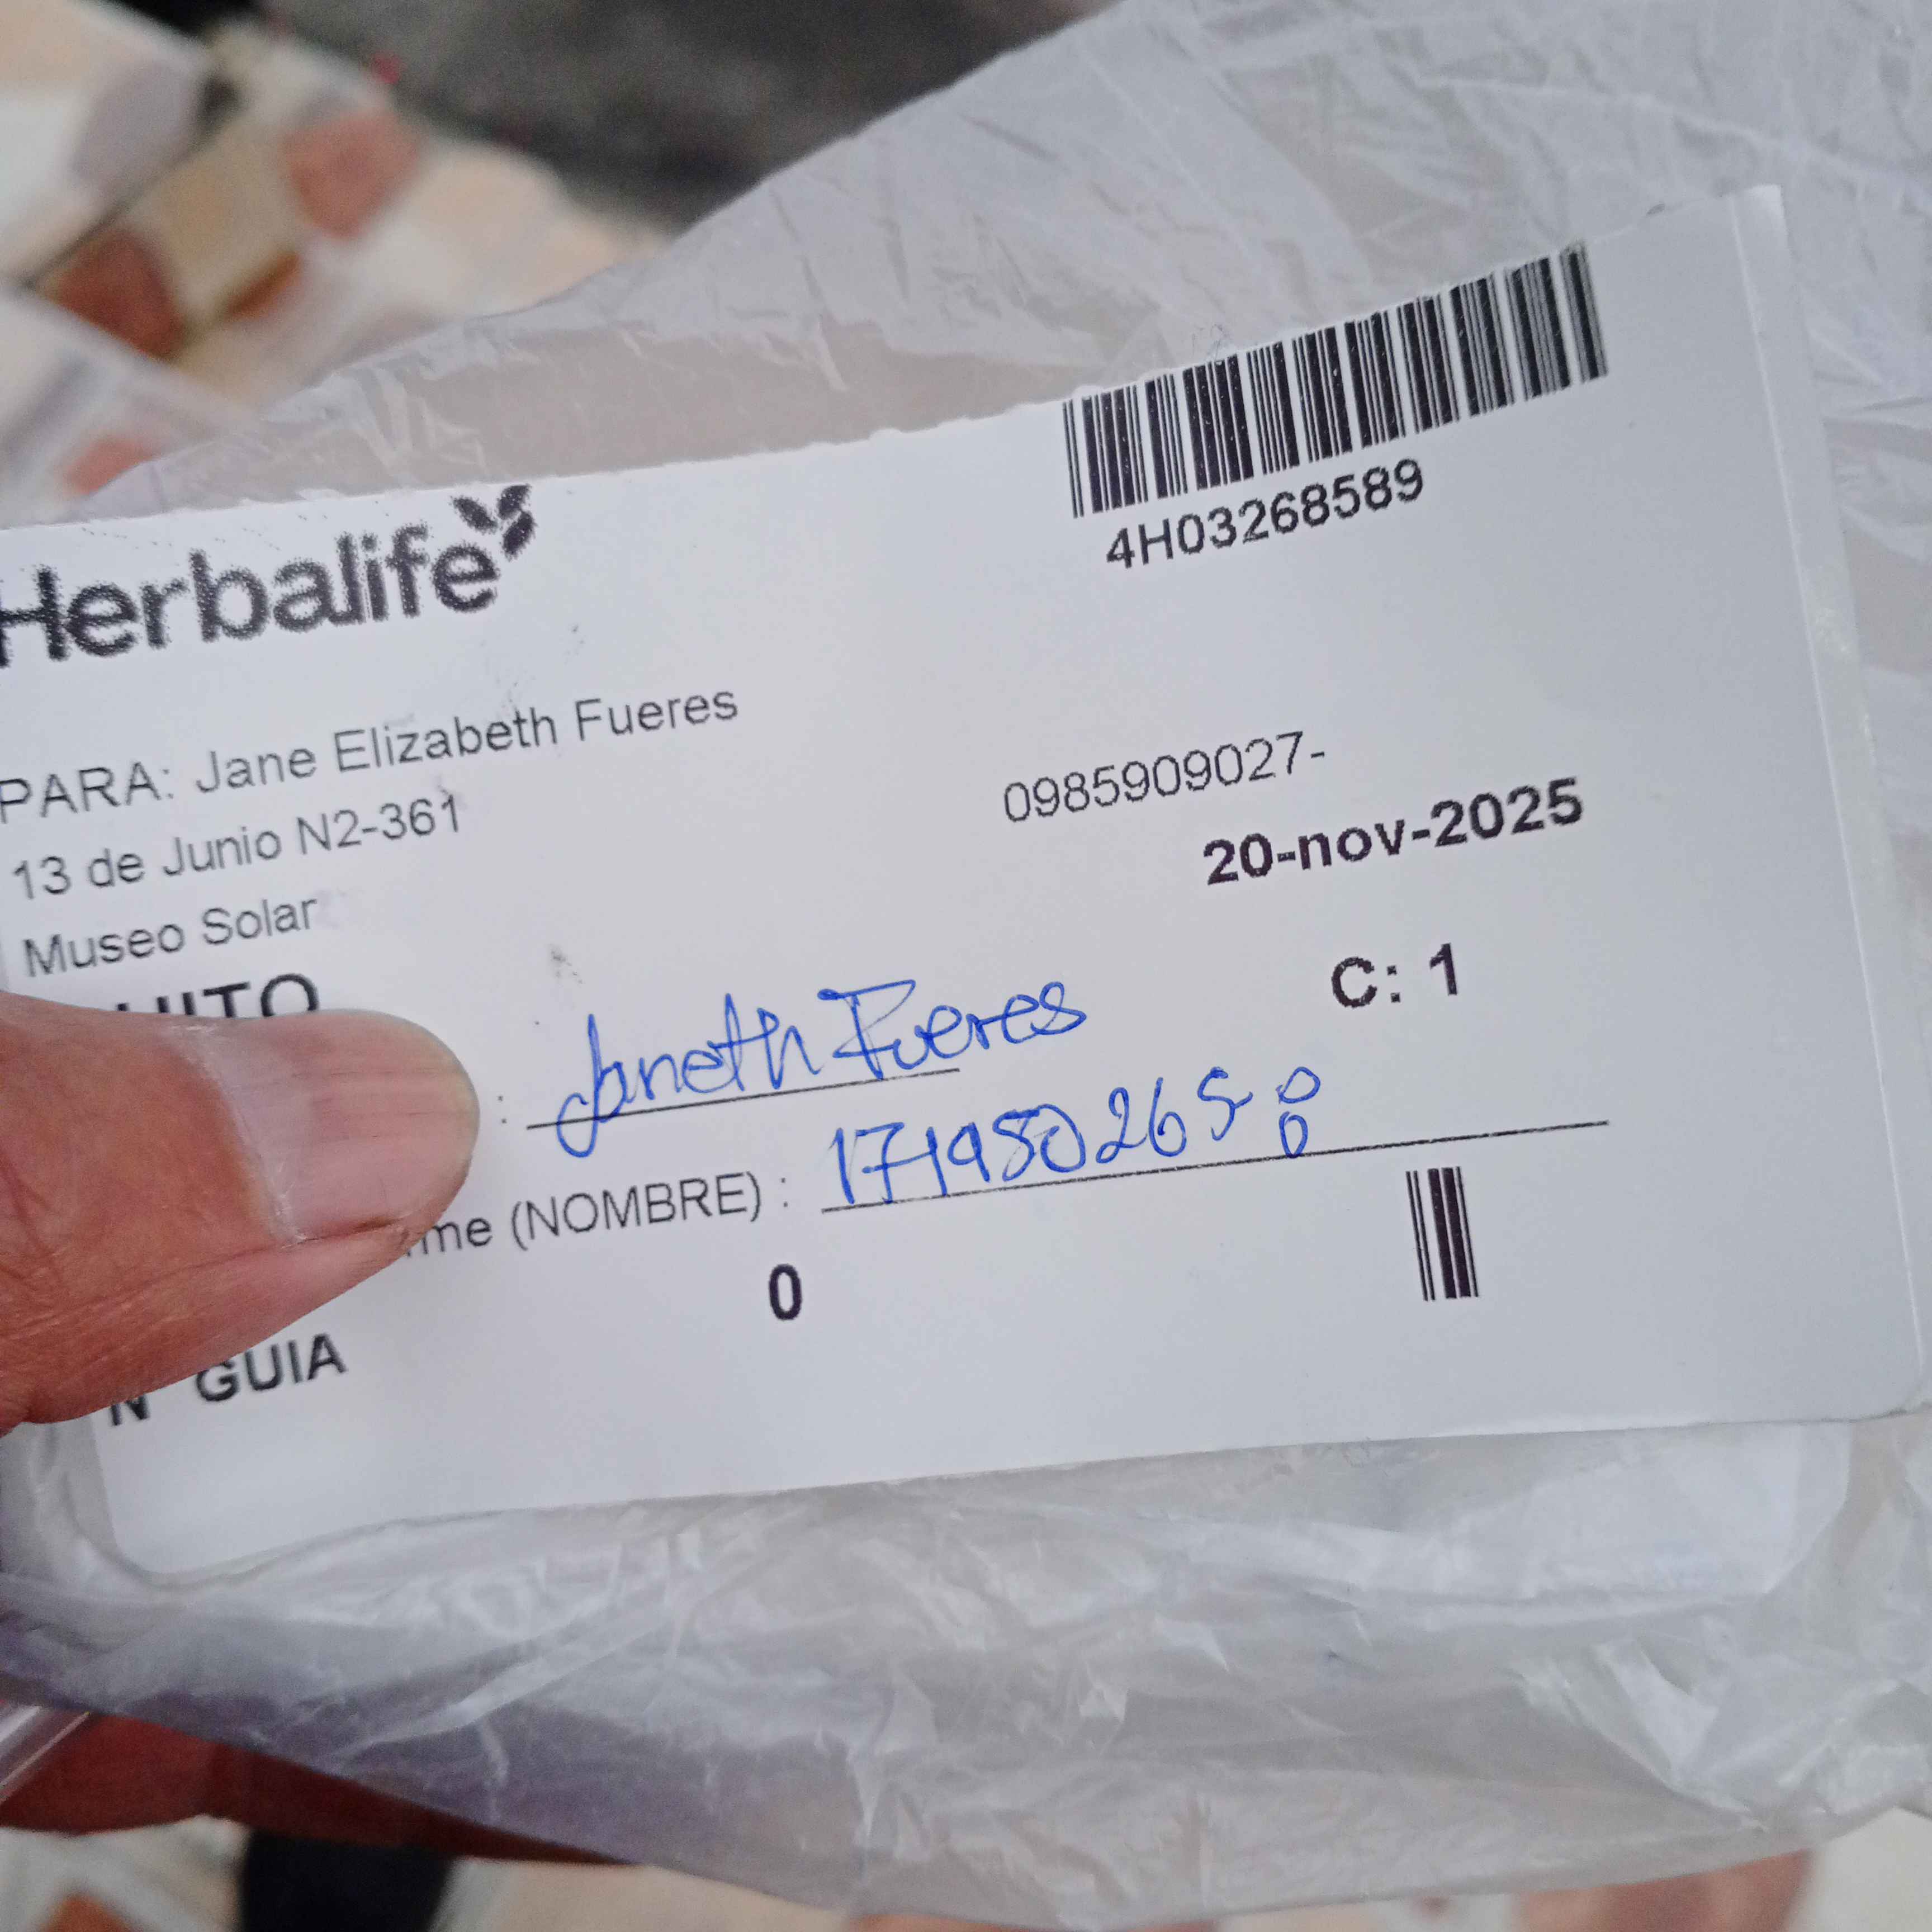 4H03268589
Herbalife
PARA: Jane Elizabeth Fueres
0985909027-
13 de Junio N2-361
20-nov-2025
Museo Solar
C: 1
: Janeth Fueres
(NOMBRE) : 1719502658
0
N° GUIA